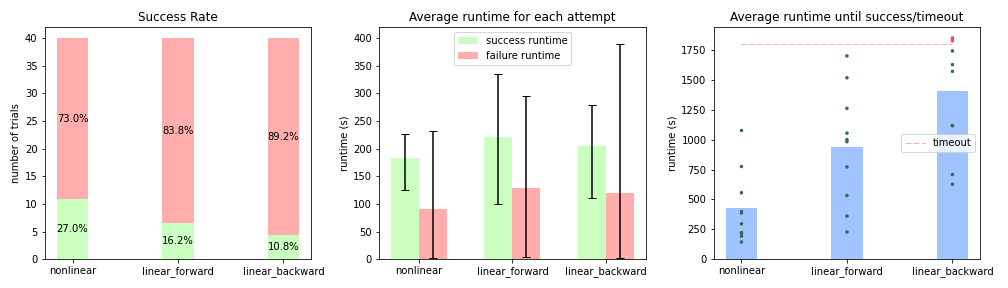 Success Rate
number of trials
40
35
30
25
20
15
10
5
0
73.0%
83.8%
89.2%
27.0%
16.2%
10.8%
nonlinear
linear_forward
linear_backward
Average runtime for each attempt
runtime (s)
400
350
300
250
200
150
100
50
0
success runtime
failure runtime
nonlinear
linear_forward
linear_backward
Average runtime until success/timeout
runtime (s)
1750
1500
1250
1000
750
500
250
0
timeout
nonlinear
linear_forward
linear_backward